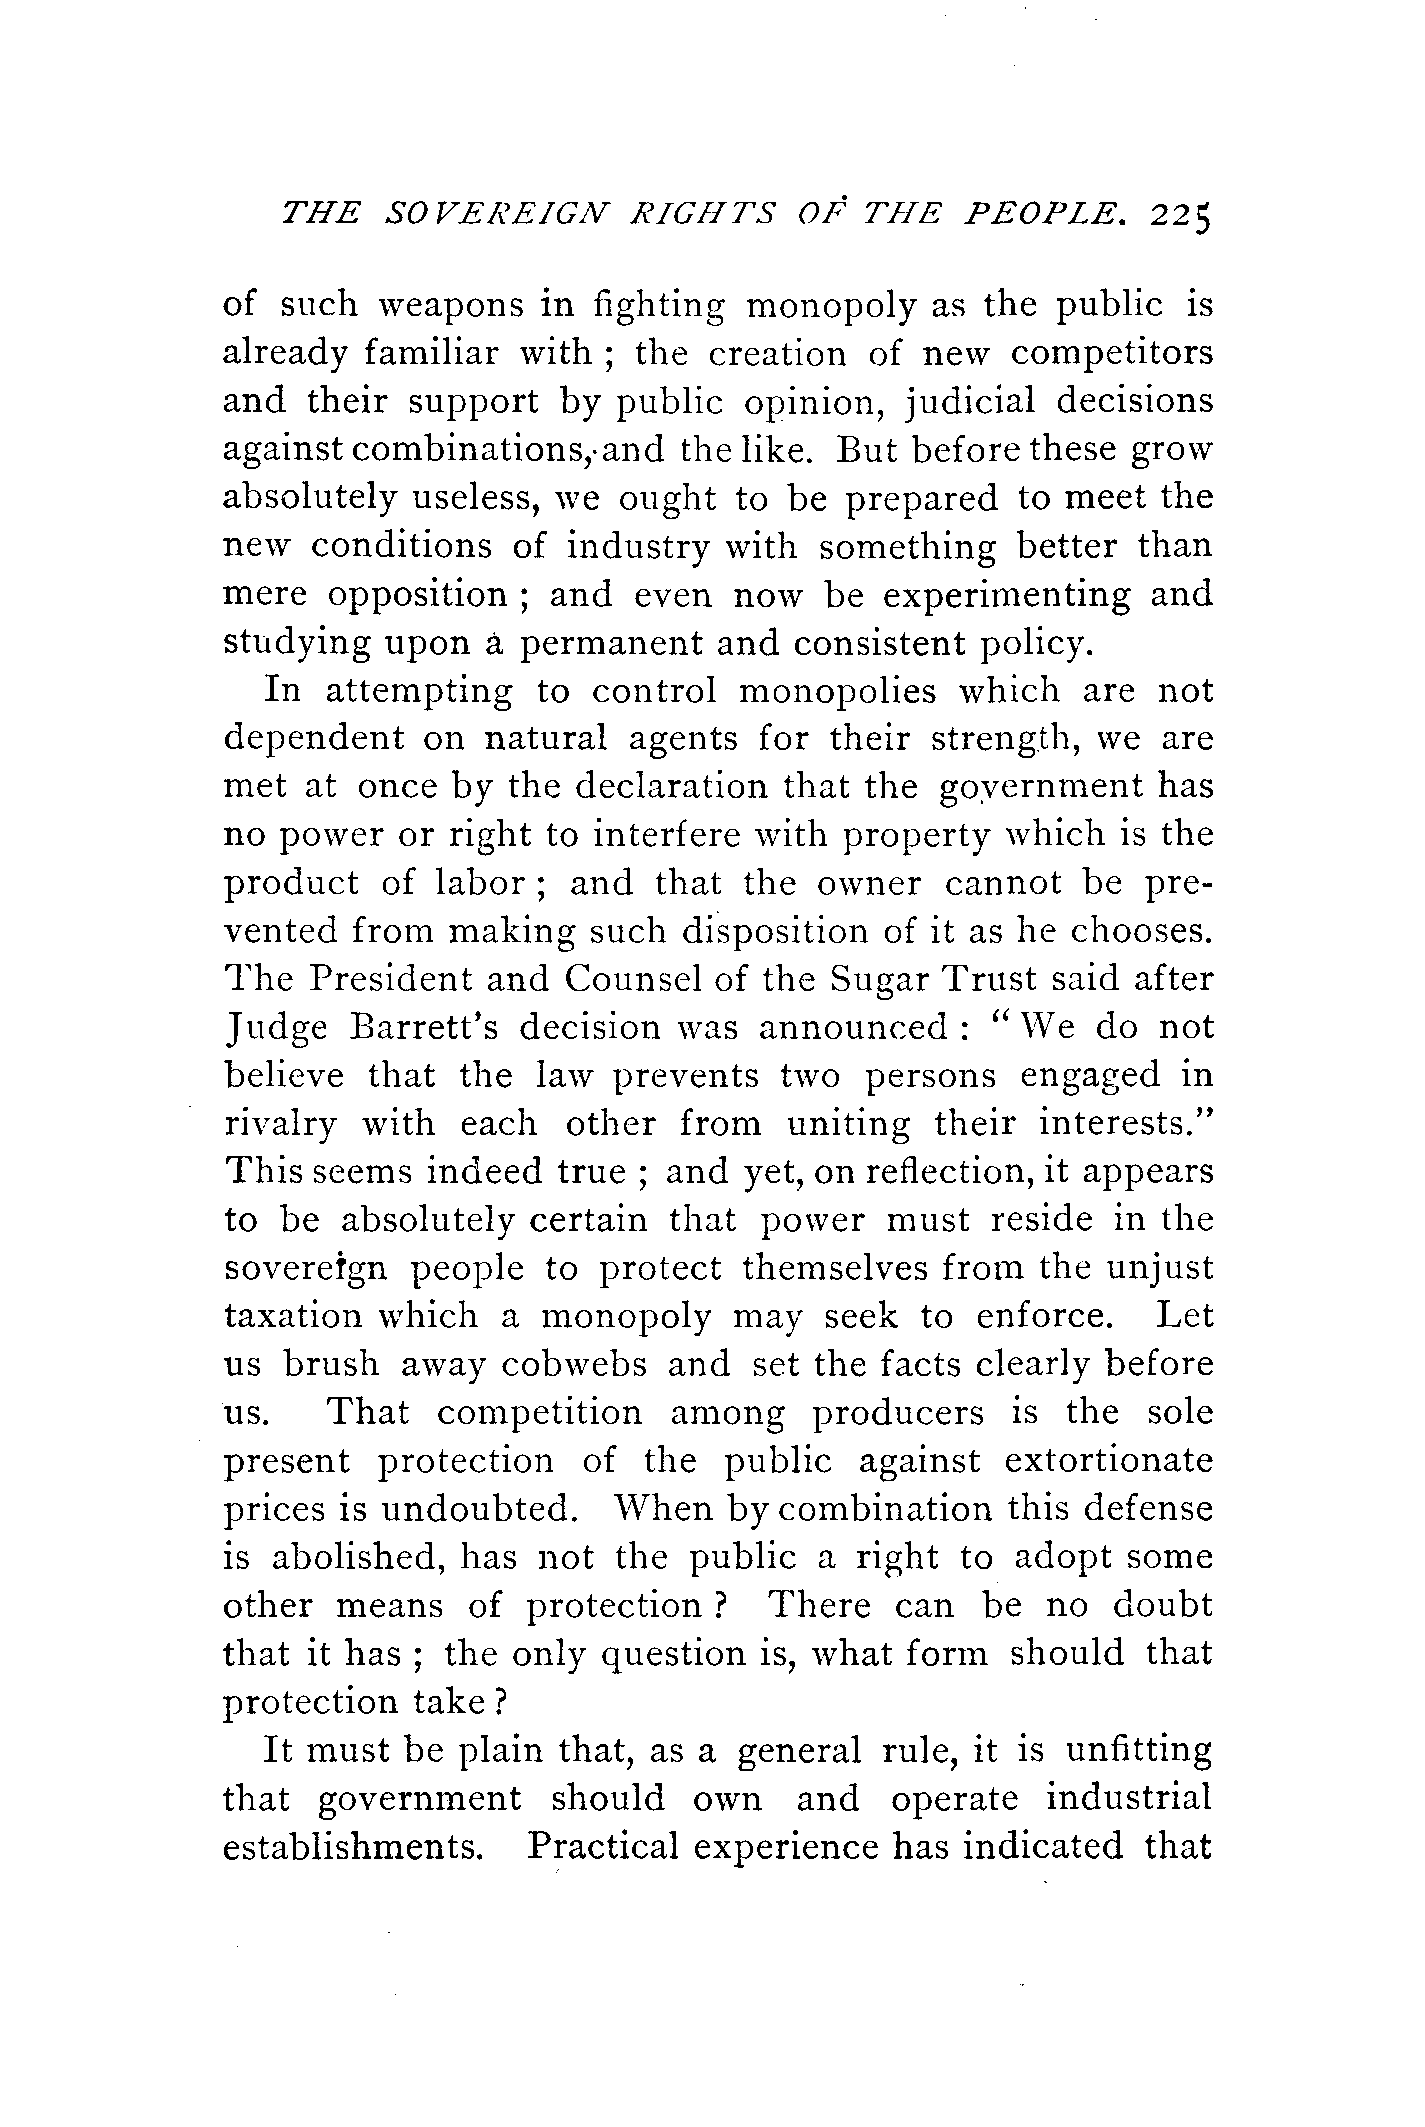 THE SOVEREIGN RIGHTS OF THE PEOPLE. 225
of such weapons in fighting monopoly as the public is
already familiar with ; the creation of new competitors
and their support by public opinion, judicial decisions
against combinations, and the like. But before these grow
absolutely useless, we ought to be prepared to meet the
new conditions of industry with something better than
mere opposition ; and even now be experimenting and
studying upon a permanent and consistent policy.
In attempting to control monopolies which are not
dependent on natural agents for their strength, we are
met at once by the declaration that the government has
no power or right to interfere with property which is the
product of labor ; and that the owner cannot be pre-
vented from making such disposition of it as he chooses.
The President and Counsel of the Sugar Trust said after
Judge Barrett's decision was announced : " We do not
believe that the law prevents two persons engaged in
rivalry with each other from uniting their interests."
This seems indeed true ; and yet, on reflection, it appears
to be absolutely certain that power must reside in the
sovereign people to protect themselves from the unjust
taxation which a monopoly may seek to enforce. Let
us brush away cobwebs and set the facts clearly before
us. That competition among producers is the sole
present protection of the public against extortionate
prices is undoubted. When by combination this defense
is abolished, has not the public a right to adopt some
other means of protection ? There can be no doubt
that it has ; the only question is, what form should that
protection take ?
It must be plain that, as a general rule, it is unfitting
that government should own and operate industrial
establishments. Practical experience has indicated that